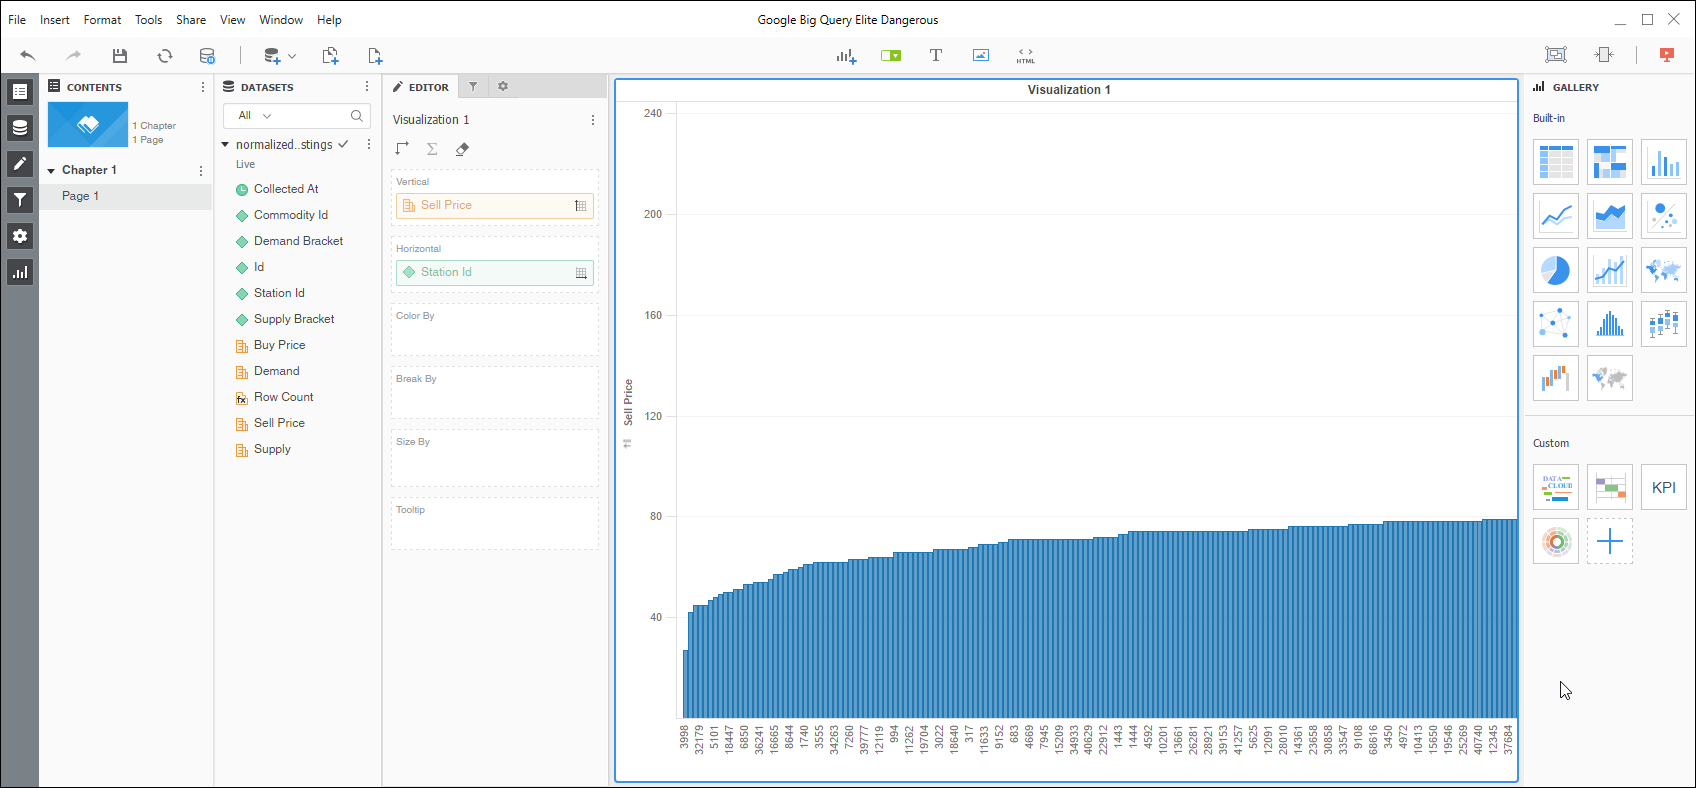 File Insert Format Tools Share View Window Help
Google Big Query Elite Dangerous
T
< >
HTML
CONTENTS
1 Chapter
1 Page
Chapter 1
Page 1
DATASETS
All
normalized..stings
Live
Collected At
Commodity Id
Demand Bracket
Id
Station Id
Supply Bracket
Buy Price
Demand
fx Row Count
Sell Price
Supply
EDITOR
Visualization 1
Σ
Vertical
Sell Price
Horizontal
Station Id
Color By
Break By
Size By
Tooltip
Visualization 1
240
200
160
120
80
40
Sell Price
3998
32179
5101
18447
6850
36241
16665
8644
1740
3555
34263
7260
39777
12119
994
11262
19704
3022
18640
317
11633
9152
683
4669
7945
15209
34933
40629
22912
1443
1444
4592
10201
13661
26281
28921
39153
41257
5625
12091
28010
14361
23658
30858
33547
9108
68616
3450
4972
10413
15650
19546
25269
40740
12345
37684
GALLERY
Built-in
Custom
DATA
CLOUD
KPI